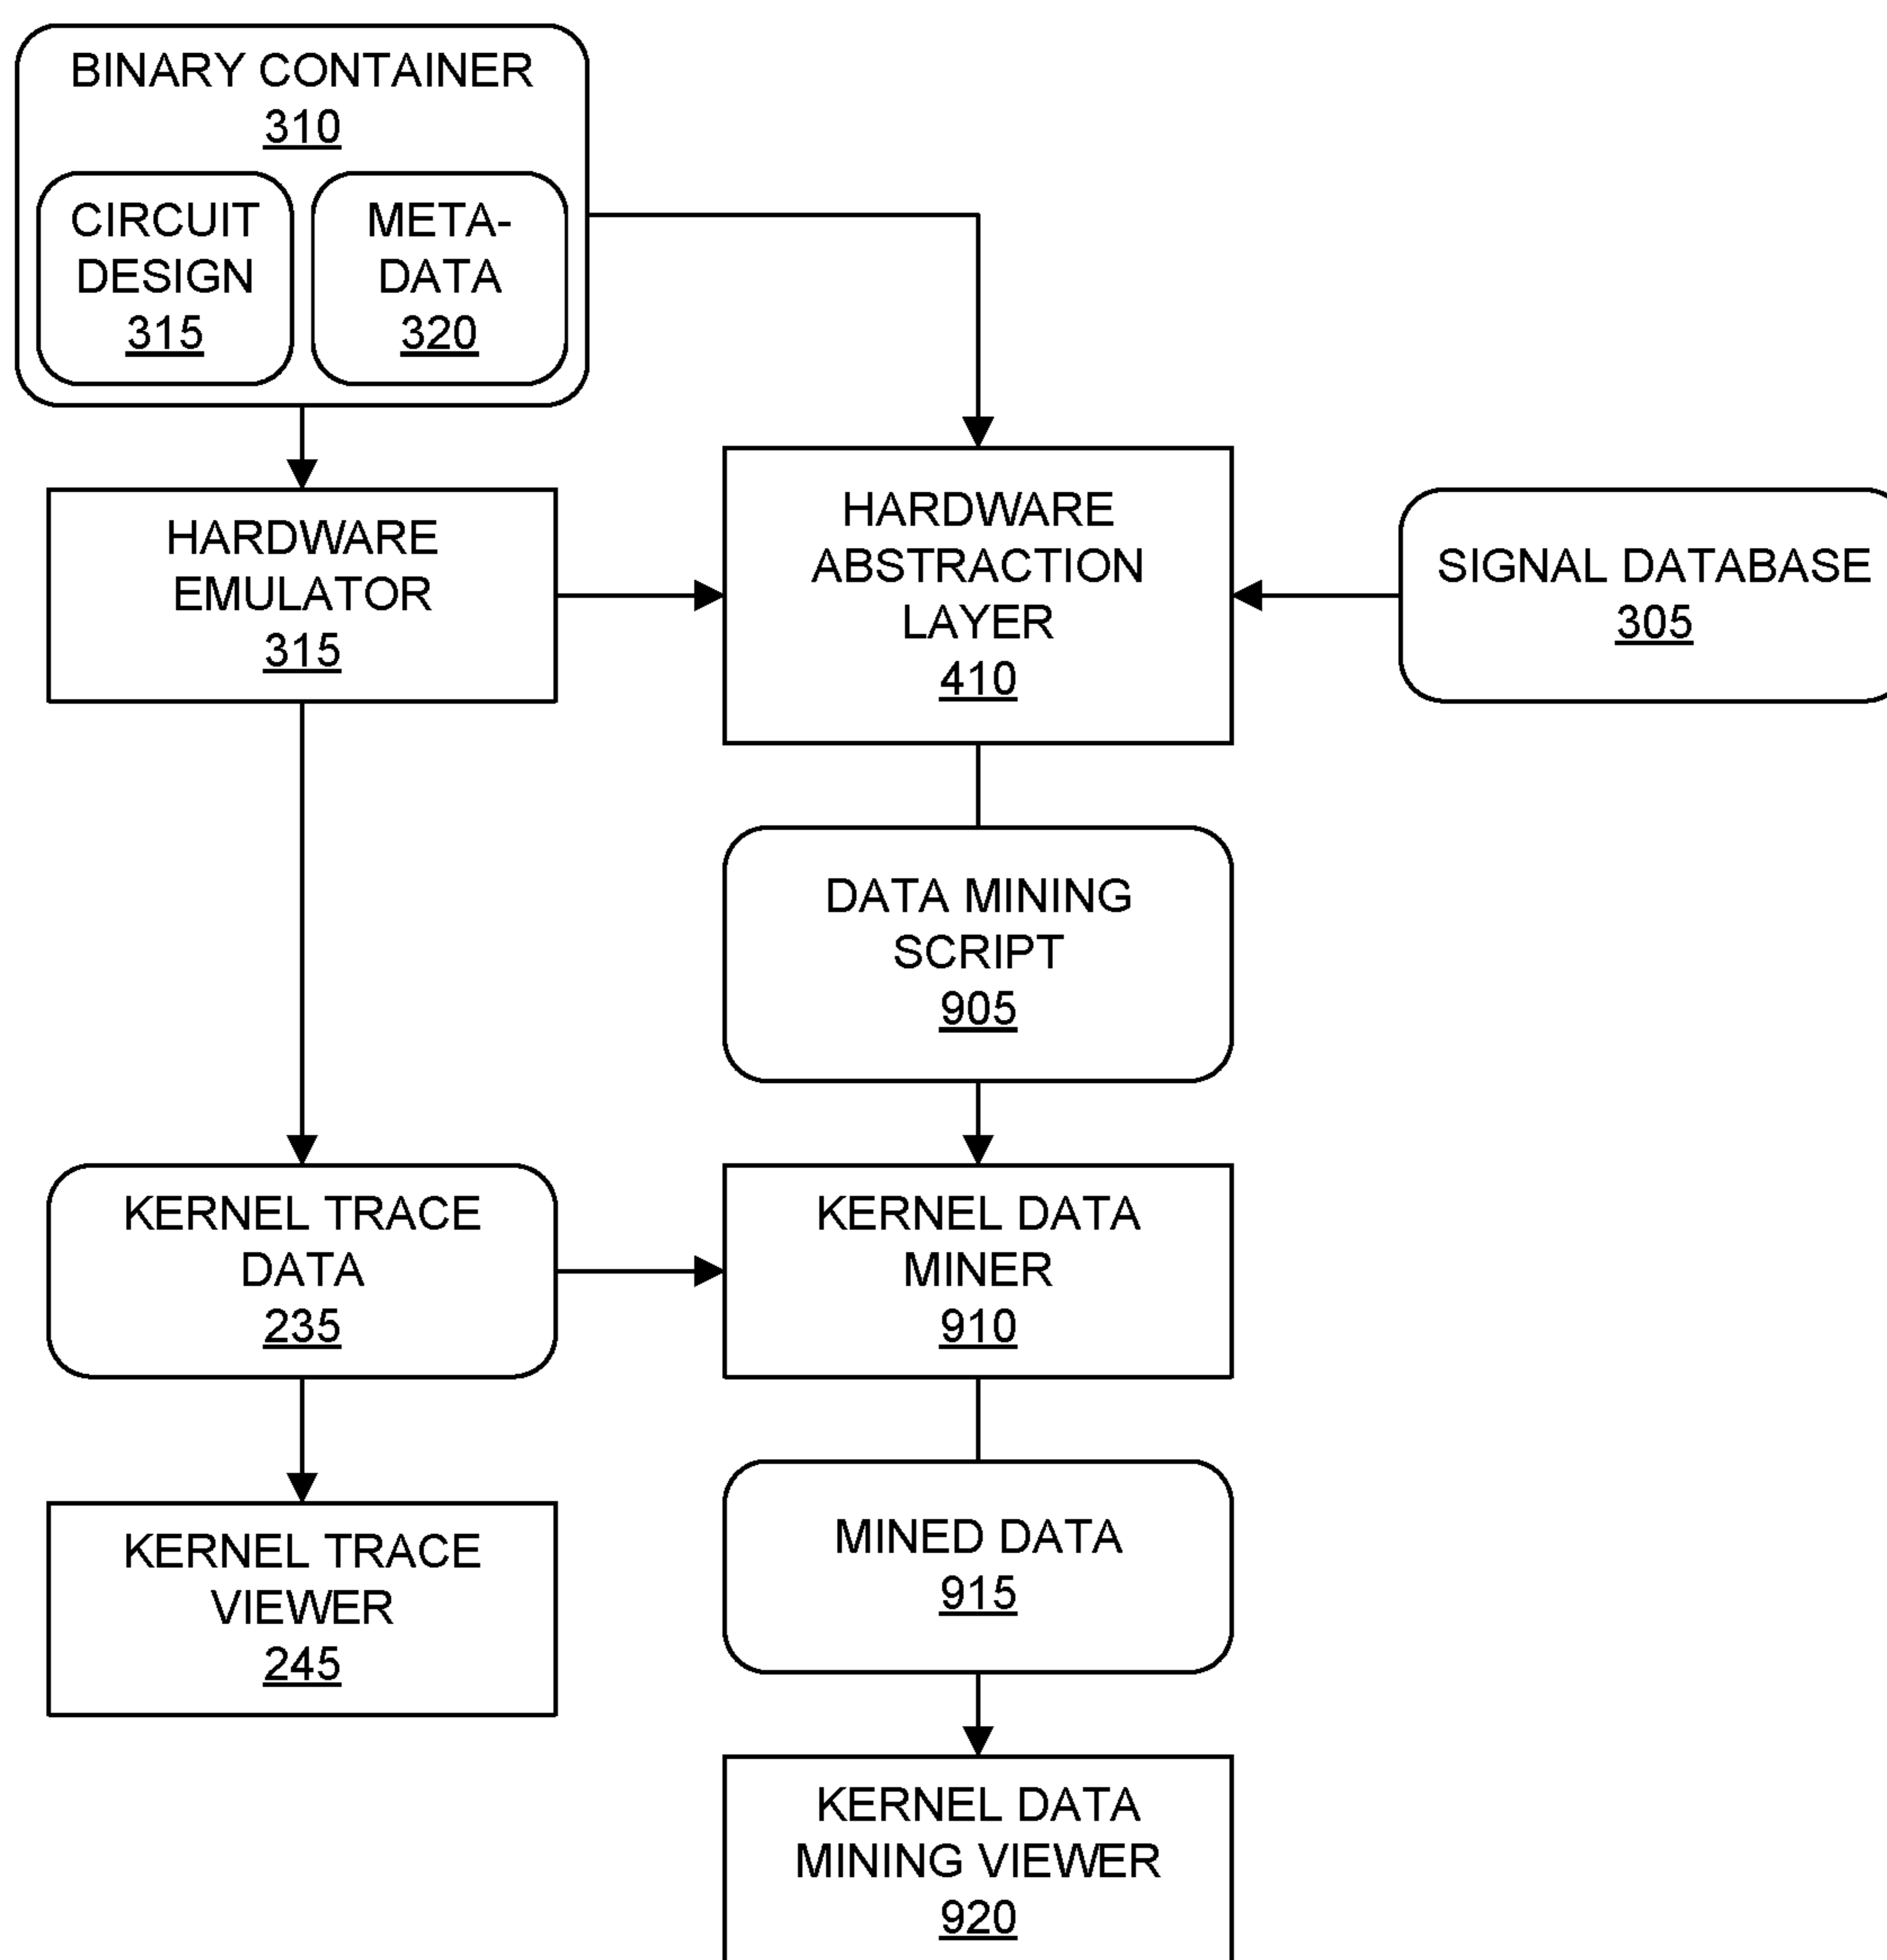 BINARY CONTAINER
310
CIRCUIT
DESIGN
315
META-
DATA
320
HARDWARE
EMULATOR
315
HARDWARE
ABSTRACTION
LAYER
410
SIGNAL DATABASE
305
DATA MINING
SCRIPT
905
KERNEL TRACE
DATA
235
KERNEL DATA
MINER
910
KERNEL TRACE
VIEWER
245
MINED DATA
915
KERNEL DATA
MINING VIEWER
920